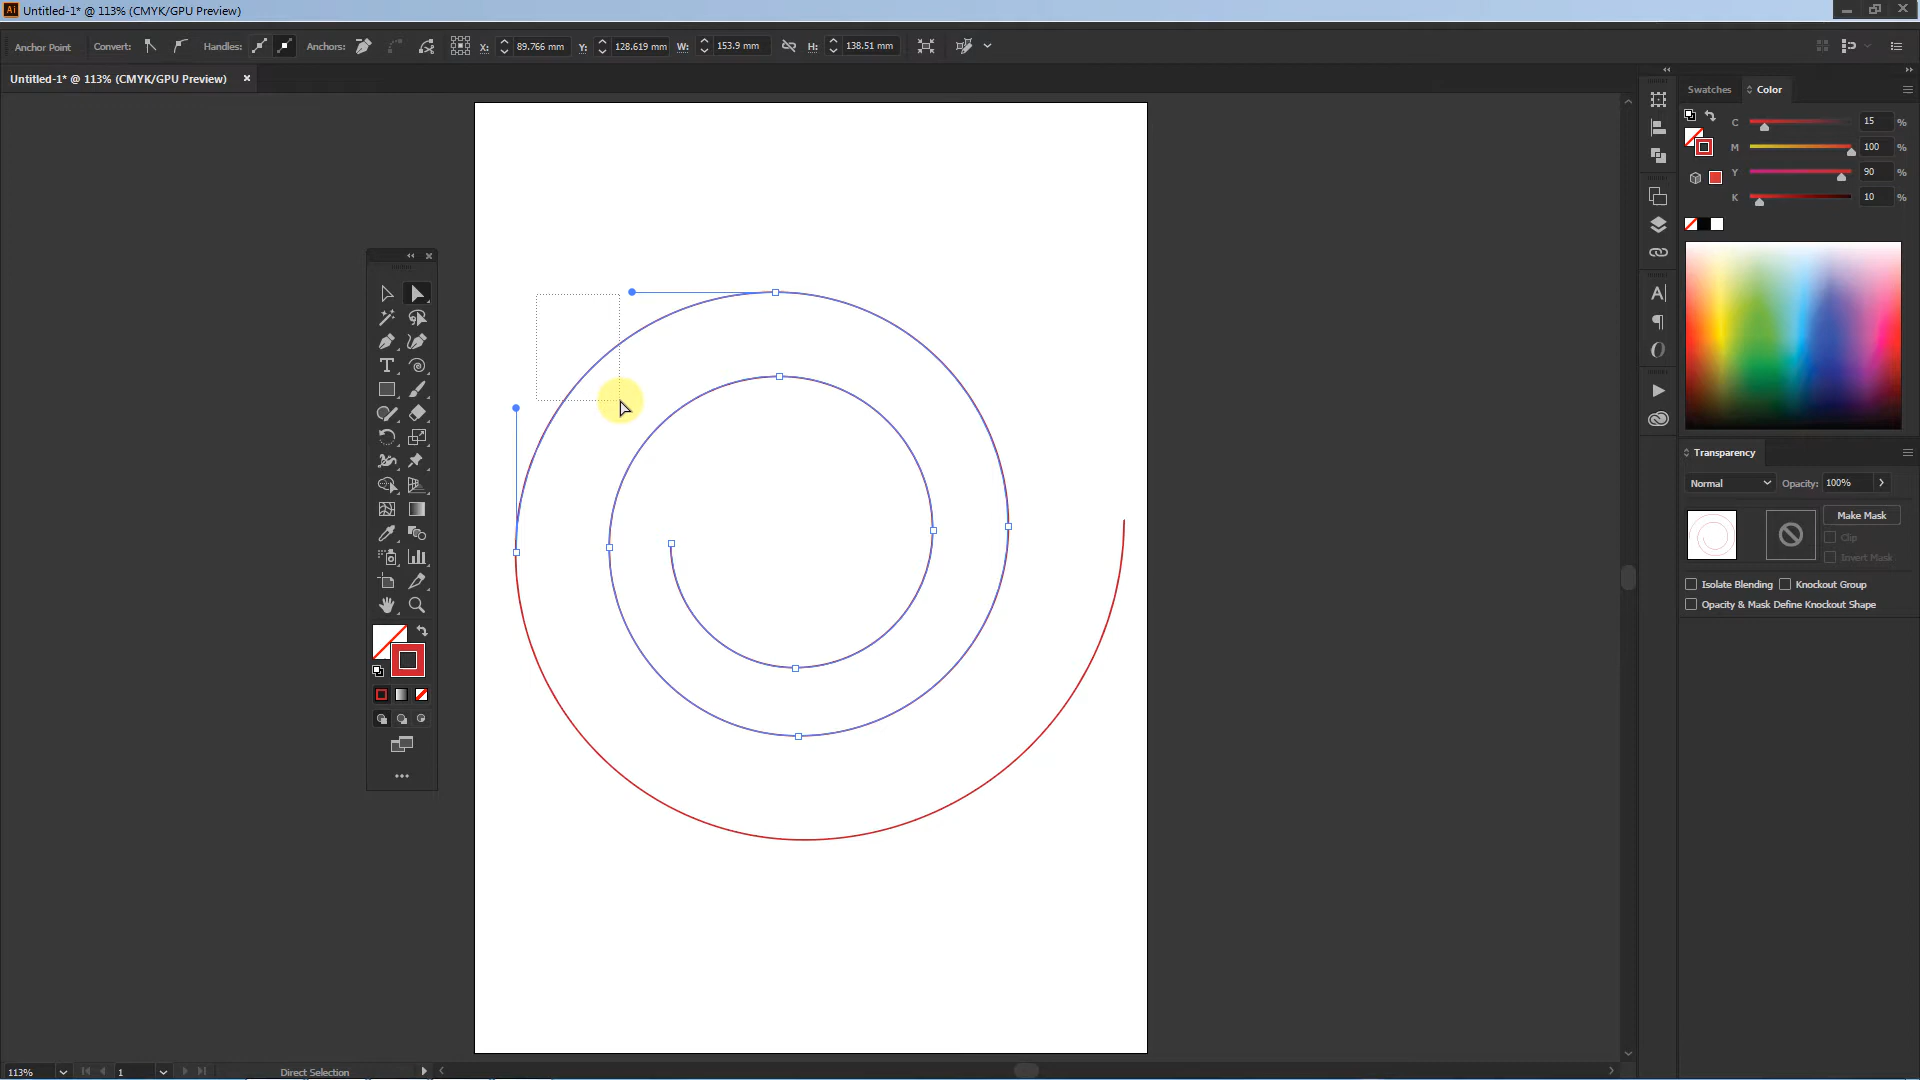 Ai Untitled-1* @ 113% (CMYK/GPU Preview)
Anchor Point Convert: Handles: Anchors: X: 89.766 mm Y: 128.619 mm W: 153.9 mm H: 138.51 mm
Untitled-1* @ 113% (CMYK/GPU Preview) ×
Swatches Color
C 15 %
M 100 %
Y 90 %
K 10 %
Transparency
Normal Opacity: 100%
Make Mask
Clip
Invert Mask
Isolate Blending Knockout Group
Opacity & Mask Define Knockout Shape
113% 1 Direct Selection